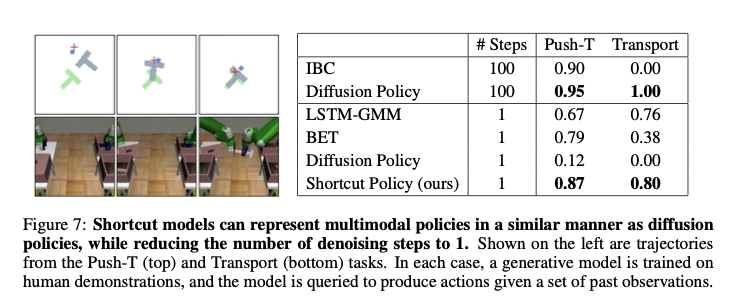 # Steps Push-T Transport
IBC 100 0.90 0.00
Diffusion Policy 100 0.95 1.00
LSTM-GMM 1 0.67 0.76
BET 1 0.79 0.38
Diffusion Policy 1 0.12 0.00
Shortcut Policy (ours) 1 0.87 0.80
Figure 7: Shortcut models can represent multimodal policies in a similar manner as diffusion
policies, while reducing the number of denoising steps to 1. Shown on the left are trajectories
from the Push-T (top) and Transport (bottom) tasks. In each case, a generative model is trained on
human demonstrations, and the model is queried to produce actions given a set of past observations.